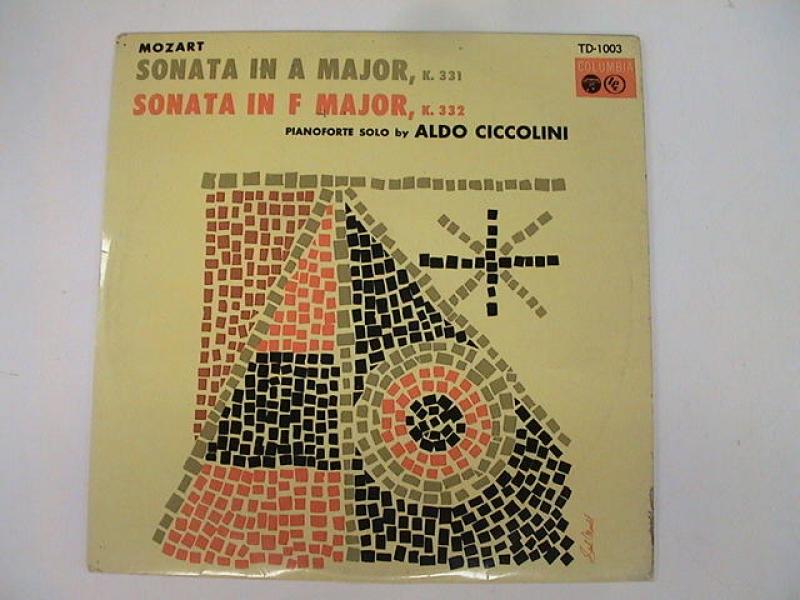 MOZART
TD-1003
SONATA IN A MAJOR, K. 331
COLUMBIA
SONATA IN F MAJOR, K. 332
PIANOFORTE SOLO by ALDO CICCOLINI